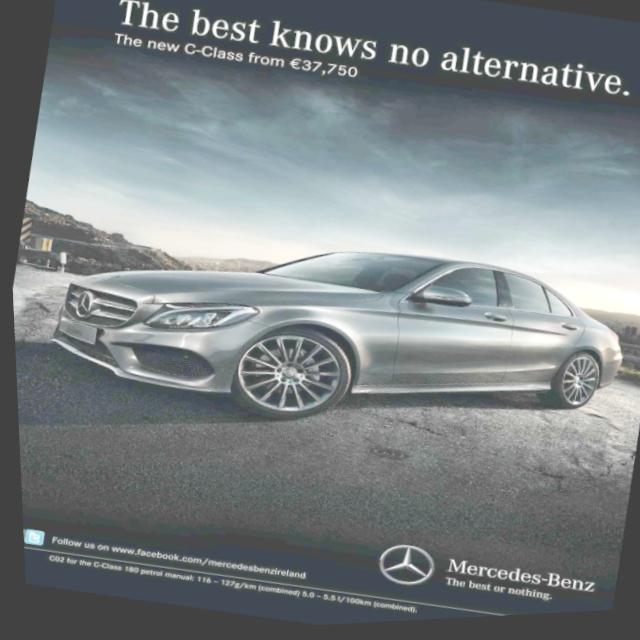 The best knows no alternative.
The new C-Class from €37,750
Follow us on www.facebook.com/mercedesbenzireland
CO2 for the C-Class 180 petrol manual: 116 – 127g/km (combined) 5.0 – 5.5 l/100km (combined).
Mercedes-Benz
The best or nothing.